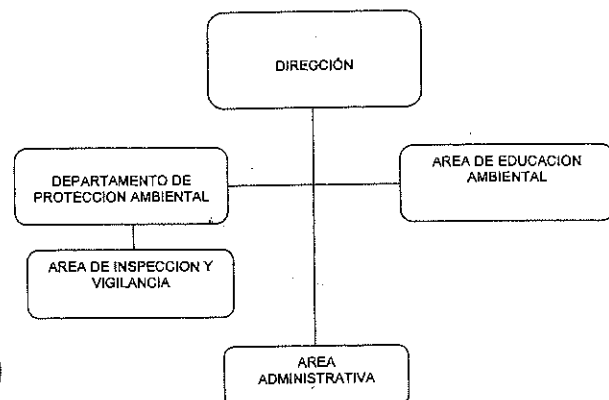 DIRECCIÓN
DEPARTAMENTO DE
PROTECCION AMBIENTAL
AREA DE EDUCACION
AMBIENTAL
AREA DE INSPECCION Y
VIGILANCIA
AREA
ADMINISTRATIVA